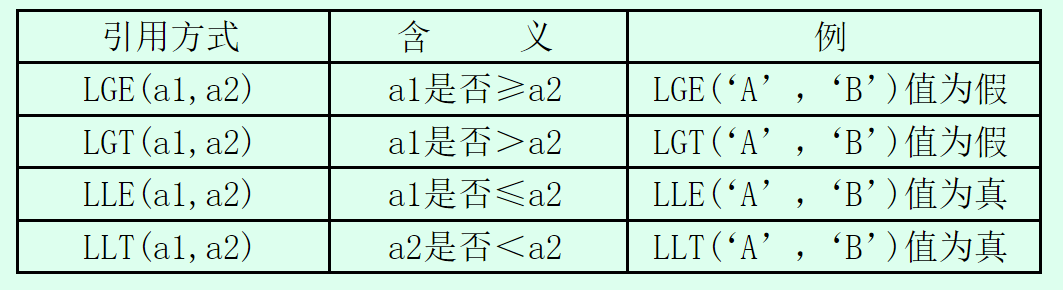 引用方式 含 义 例
LGE(a1,a2) a1是否≥a2 LGE(‘A’,‘B’)值为假
LGT(a1,a2) a1是否>a2 LGT(‘A’,‘B’)值为假
LLE(a1,a2) a1是否≤a2 LLE(‘A’,‘B’)值为真
LLT(a1,a2) a2是否<a2 LLT(‘A’,‘B’)值为真